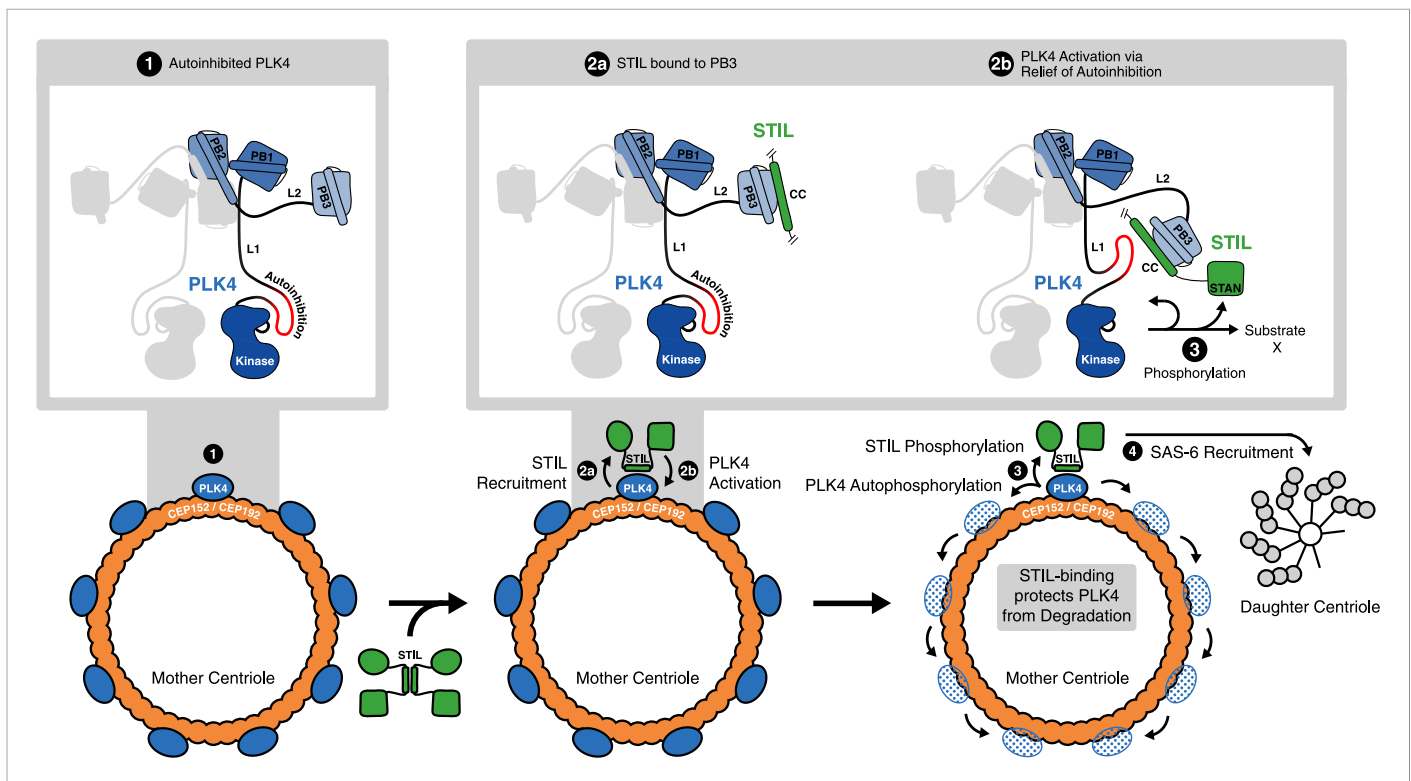 1 Autoinhibited PLK4
PB2
PB1
L2
PB3
L1
PLK4
Autoinhibition
Kinase
2a STIL bound to PB3
STIL
PB2
PB1
L2
PB3
CC
L1
PLK4
Autoinhibition
Kinase
2b PLK4 Activation via
Relief of Autoinhibition
PB2
PB1
L2
PB3
STIL
L1
CC
STAN
PLK4
Kinase
3
Phosphorylation
Substrate
X
1
PLK4
CEP152 / CEP192
Mother Centriole
STIL
STIL
Recruitment
2a
STIL
2b
PLK4
Activation
PLK4
CEP152 / CEP192
Mother Centriole
STIL Phosphorylation
3
STIL
4 SAS-6 Recruitment
PLK4 Autophosphorylation
PLK4
CEP152 / CEP192
STIL-binding
protects PLK4
from Degradation
Mother Centriole
Daughter Centriole